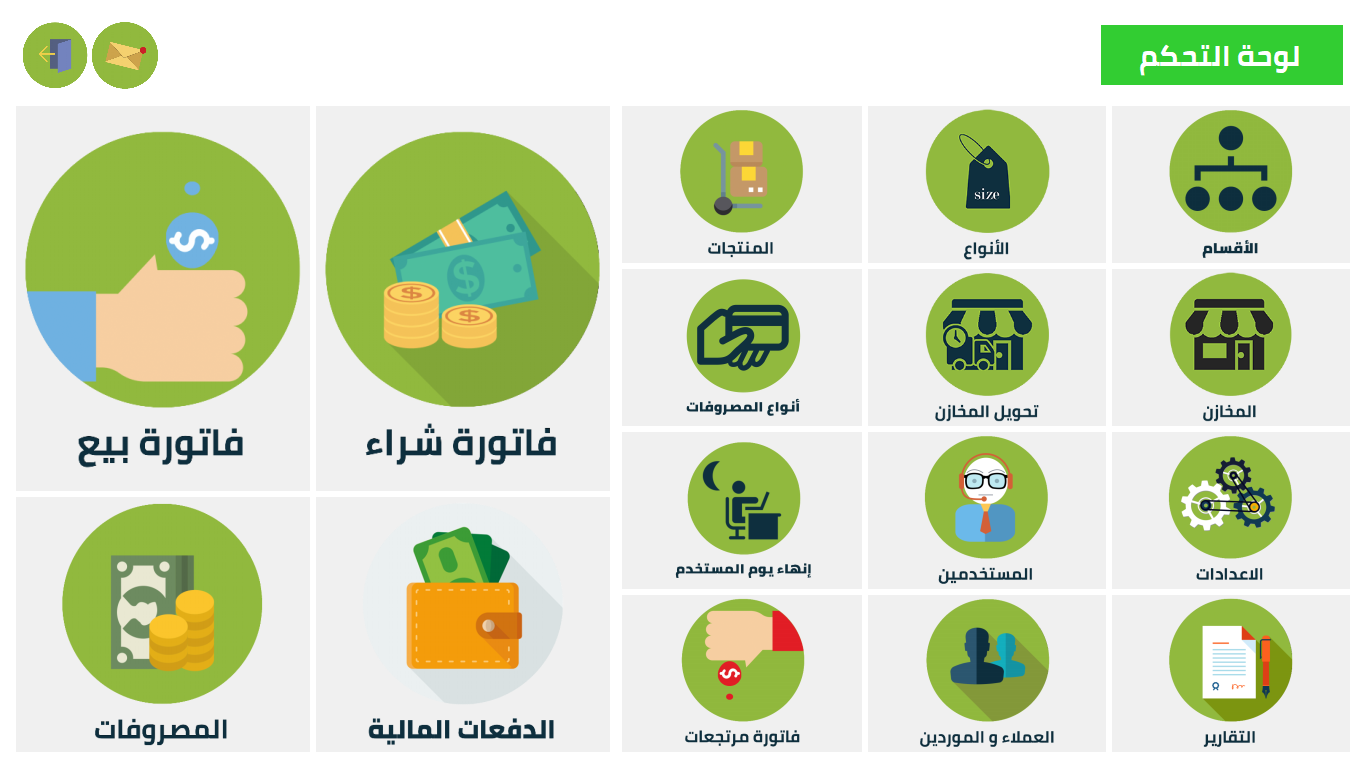 لوحة التحكم
الأقسام
الأنواع
size
المنتجات
فاتورة شراء
فاتورة بيع
المخازن
تحويل المخازن
أنواع المصروفات
الاعدادات
المستخدمين
إنهاء يوم المستخدم
الدفعات المالية
المصروفات
التقارير
العملاء و الموردين
فاتورة مرتجعات